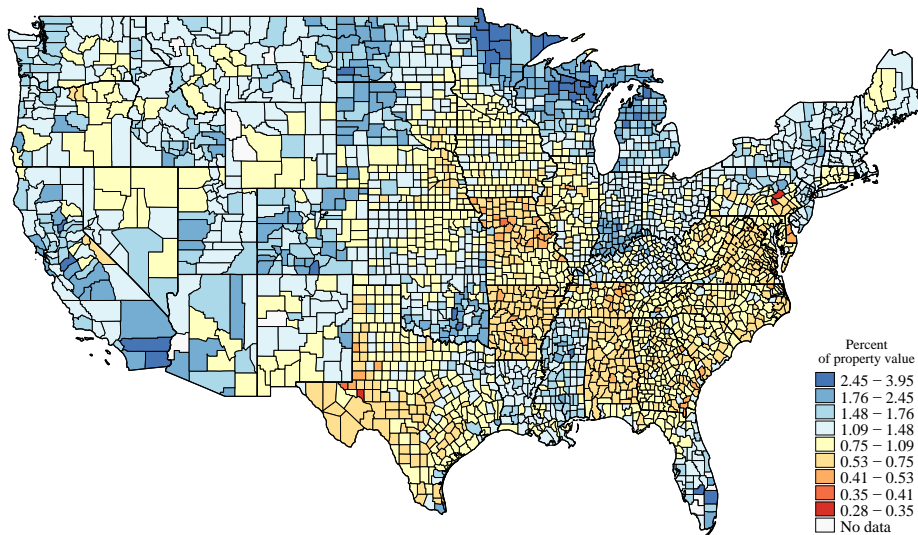 Percent
of property value
2.45 − 3.95
1.76 − 2.45
1.48 − 1.76
1.09 − 1.48
0.75 − 1.09
0.53 − 0.75
0.41 − 0.53
0.35 − 0.41
0.28 − 0.35
No data